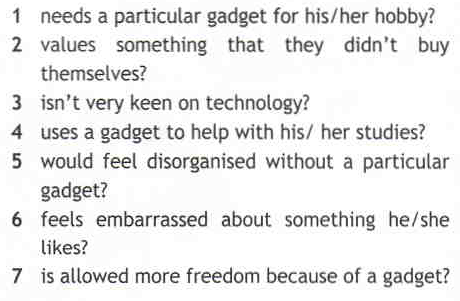 1 needs a particular gadget for his/her hobby?
2 values something that they didn't buy
themselves?
3 isn't very keen on technology?
4 uses a gadget to help with his/ her studies?
5 would feel disorganised without a particular
gadget?
6 feels embarrassed about something he/she
likes?
7 is allowed more freedom because of a gadget?